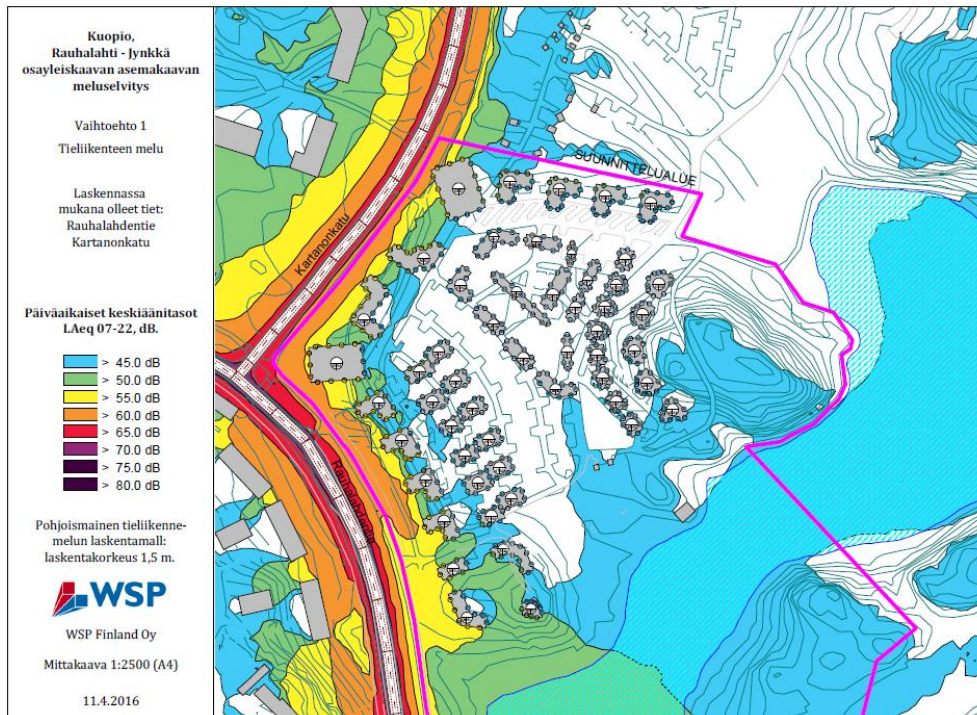 Kuopio,
Rauhalahti - Jynkkä
osayleiskaavan asemakaavan
meluselvitys
Vaihtoehto 1
Tieliikenteen melu
Laskennassa
mukana olleet tiet:
Rauhalahdentie
Kartanonkatu
Päiväaikaiset keskiäänitasot
LAeq 07-22, dB.
> 45.0 dB
> 50.0 dB
> 55.0 dB
> 60.0 dB
> 65.0 dB
> 70.0 dB
> 75.0 dB
> 80.0 dB
Pohjoismainen tieliikenne-
melun laskentamall:
laskentakorkeus 1,5 m.
WSP
WSP Finland Oy
Mittakaava 1:2500 (A4)
11.4.2016
SUUNNITTELUALUE
Kartanonkatu
Rauhalahdentie